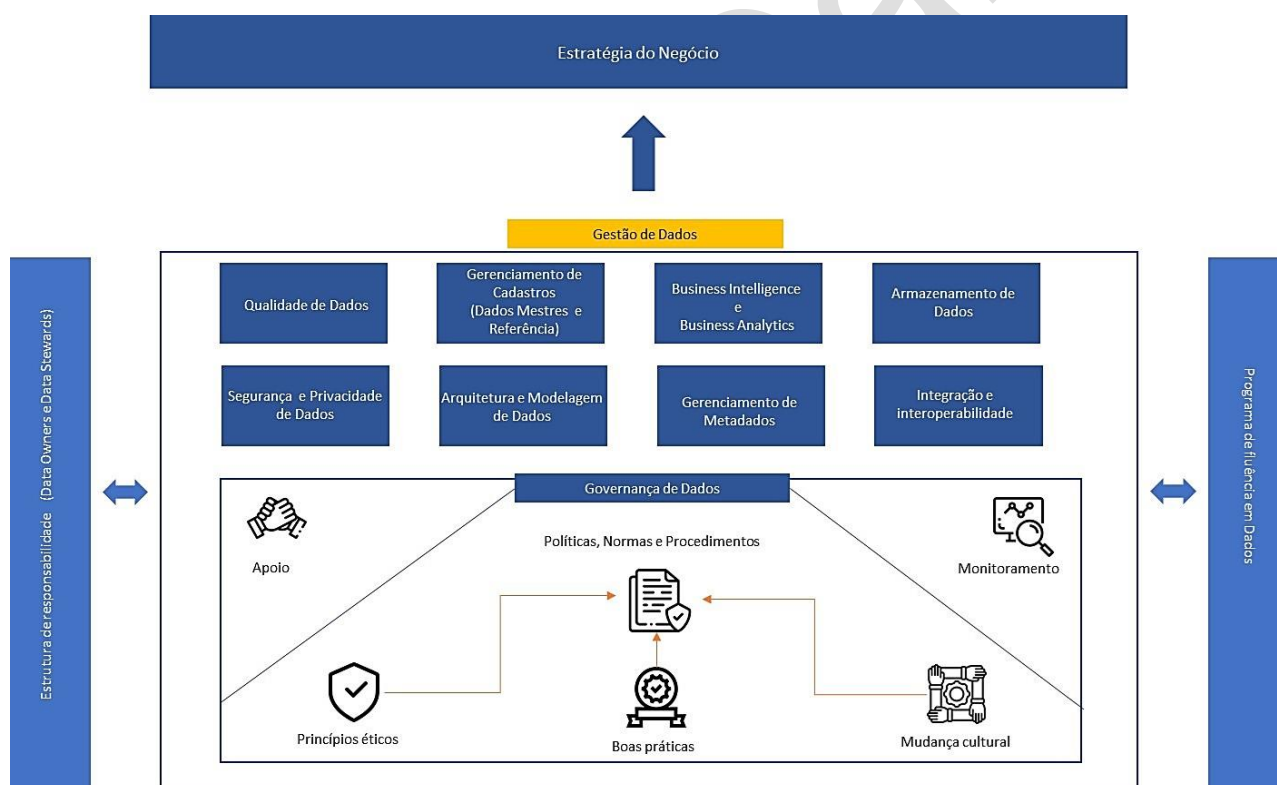 Estratégia do Negócio
Gestão de Dados
Qualidade de Dados
Gerenciamento de
Cadastros
(Dados Mestres e
Referência)
Business Intelligence
e
Business Analytics
Armazenamento de
Dados
Segurança e Privacidade
de Dados
Arquitetura e Modelagem
de Dados
Gerenciamento de
Metadados
Integração e
interoperabilidade
Estrutura de responsabilidade (Data Owners e Data Stewards)
Programa de fluência em Dados
Governança de Dados
Políticas, Normas e Procedimentos
Apoio
Monitoramento
Princípios éticos
Boas práticas
Mudança cultural